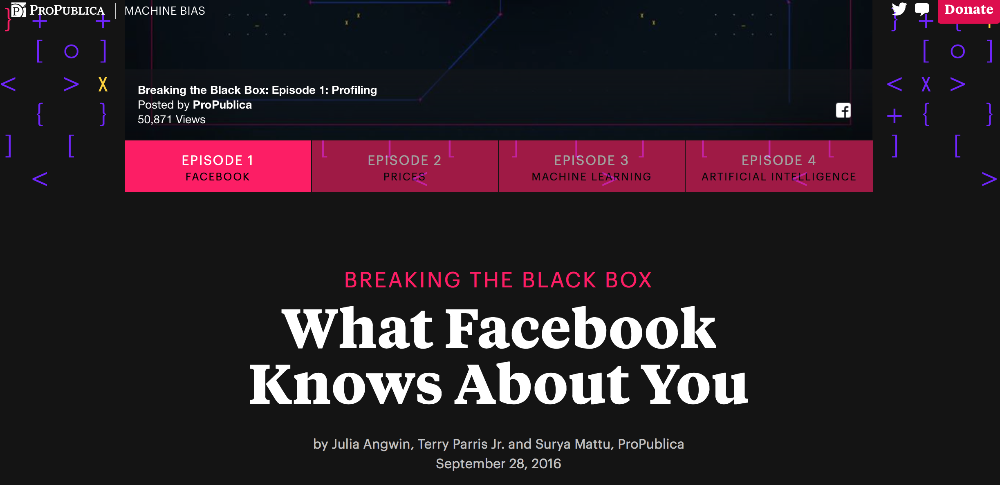 PROPUBLICA | MACHINE BIAS
Donate
Breaking the Black Box: Episode 1: Profiling
Posted by ProPublica
50,871 Views
EPISODE 1
FACEBOOK
EPISODE 2
PRICES
EPISODE 3
MACHINE LEARNING
EPISODE 4
ARTIFICIAL INTELLIGENCE
BREAKING THE BLACK BOX
What Facebook
Knows About You
by Julia Angwin, Terry Parris Jr. and Surya Mattu, ProPublica
September 28, 2016